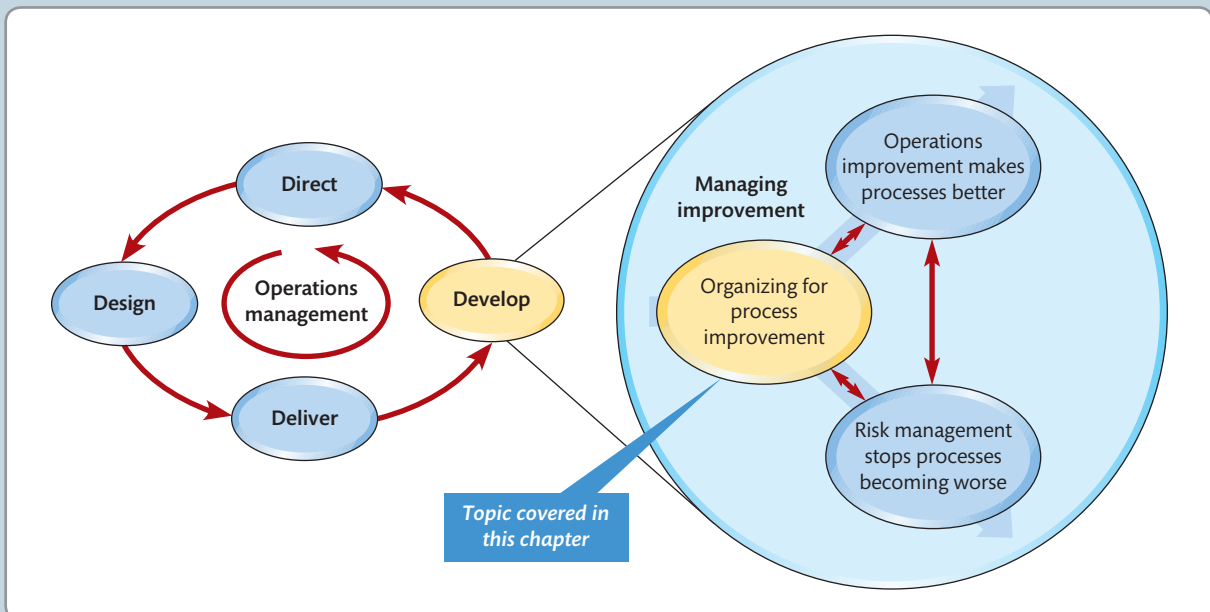 Direct
Design
Operations
management
Develop
Deliver
Managing
improvement
Operations
improvement makes
processes better
Organizing for
process
improvement
Risk management
stops processes
becoming worse
Topic covered in
this chapter